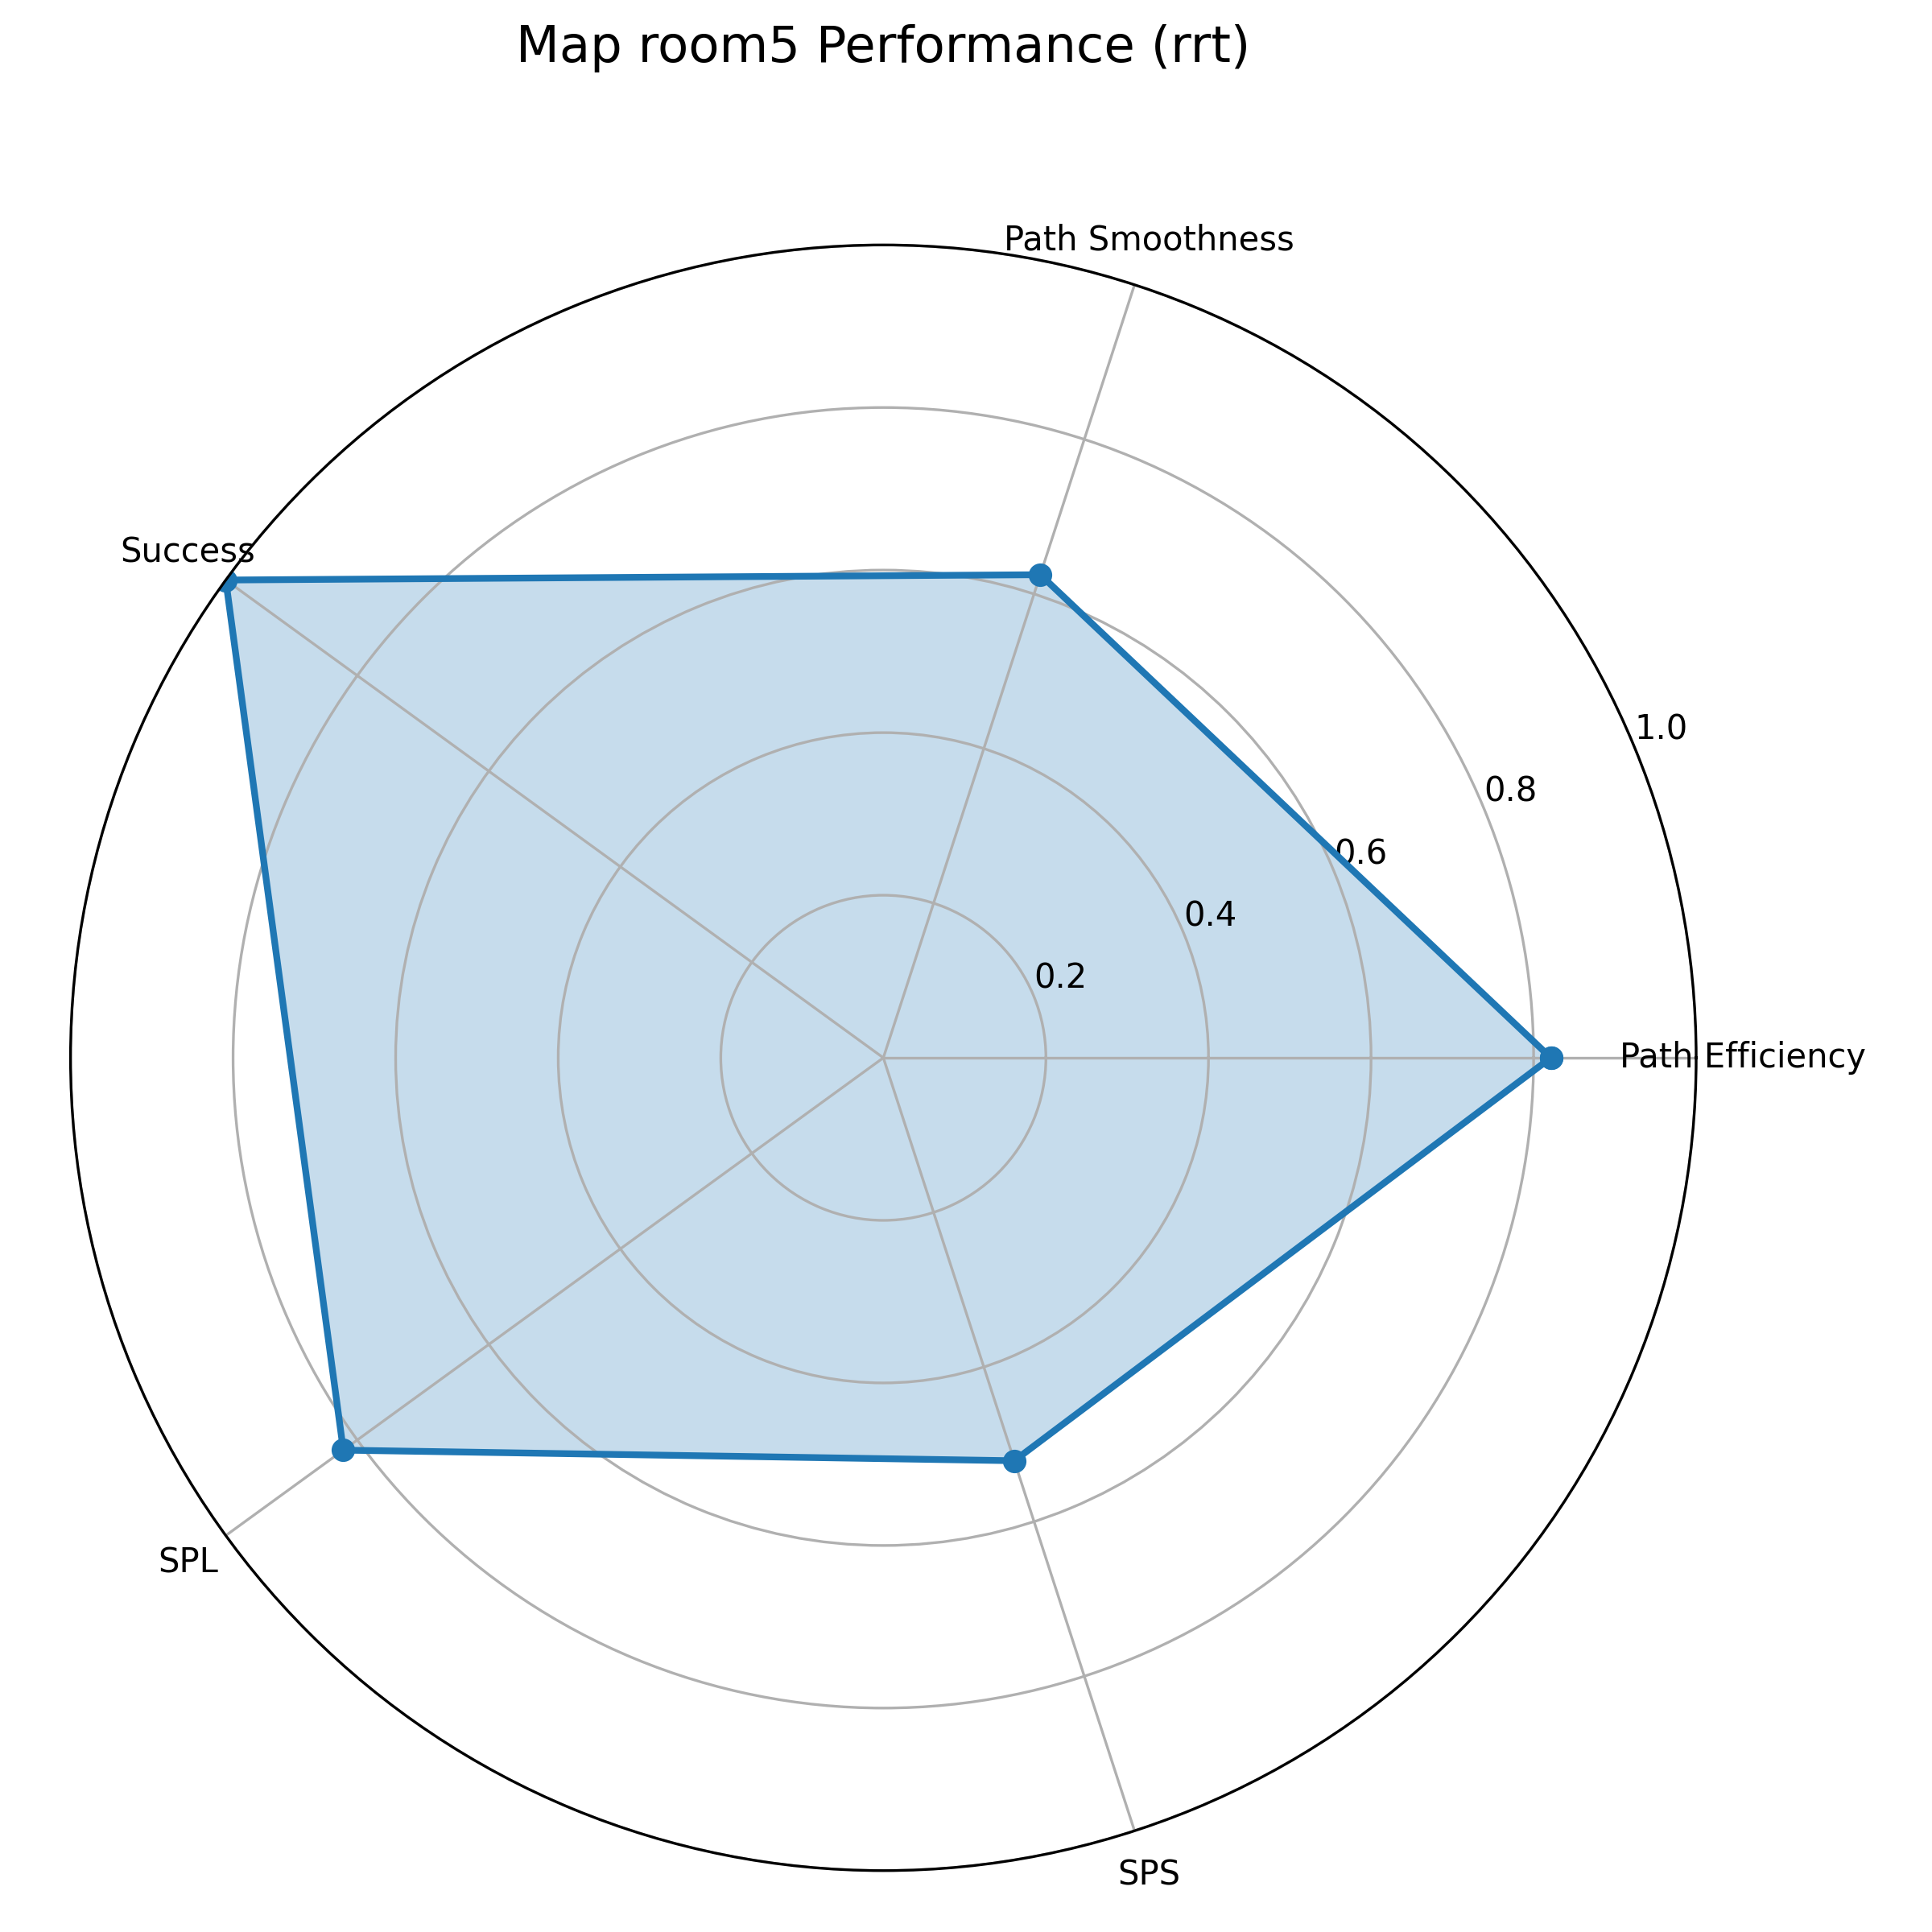 Map room5 Performance (rrt)
Path Smoothness
Success
1.0
0.8
0.6
0.4
0.2
Path Efficiency
SPL
SPS